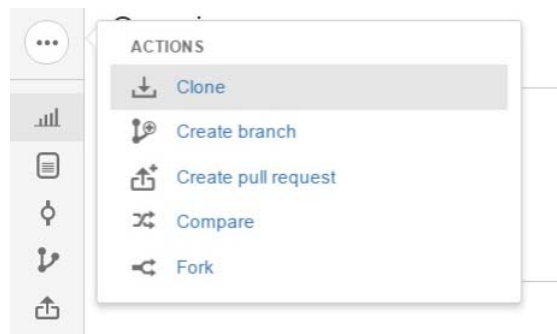 ACTIONS
Clone
Create branch
Create pull request
Compare
Fork